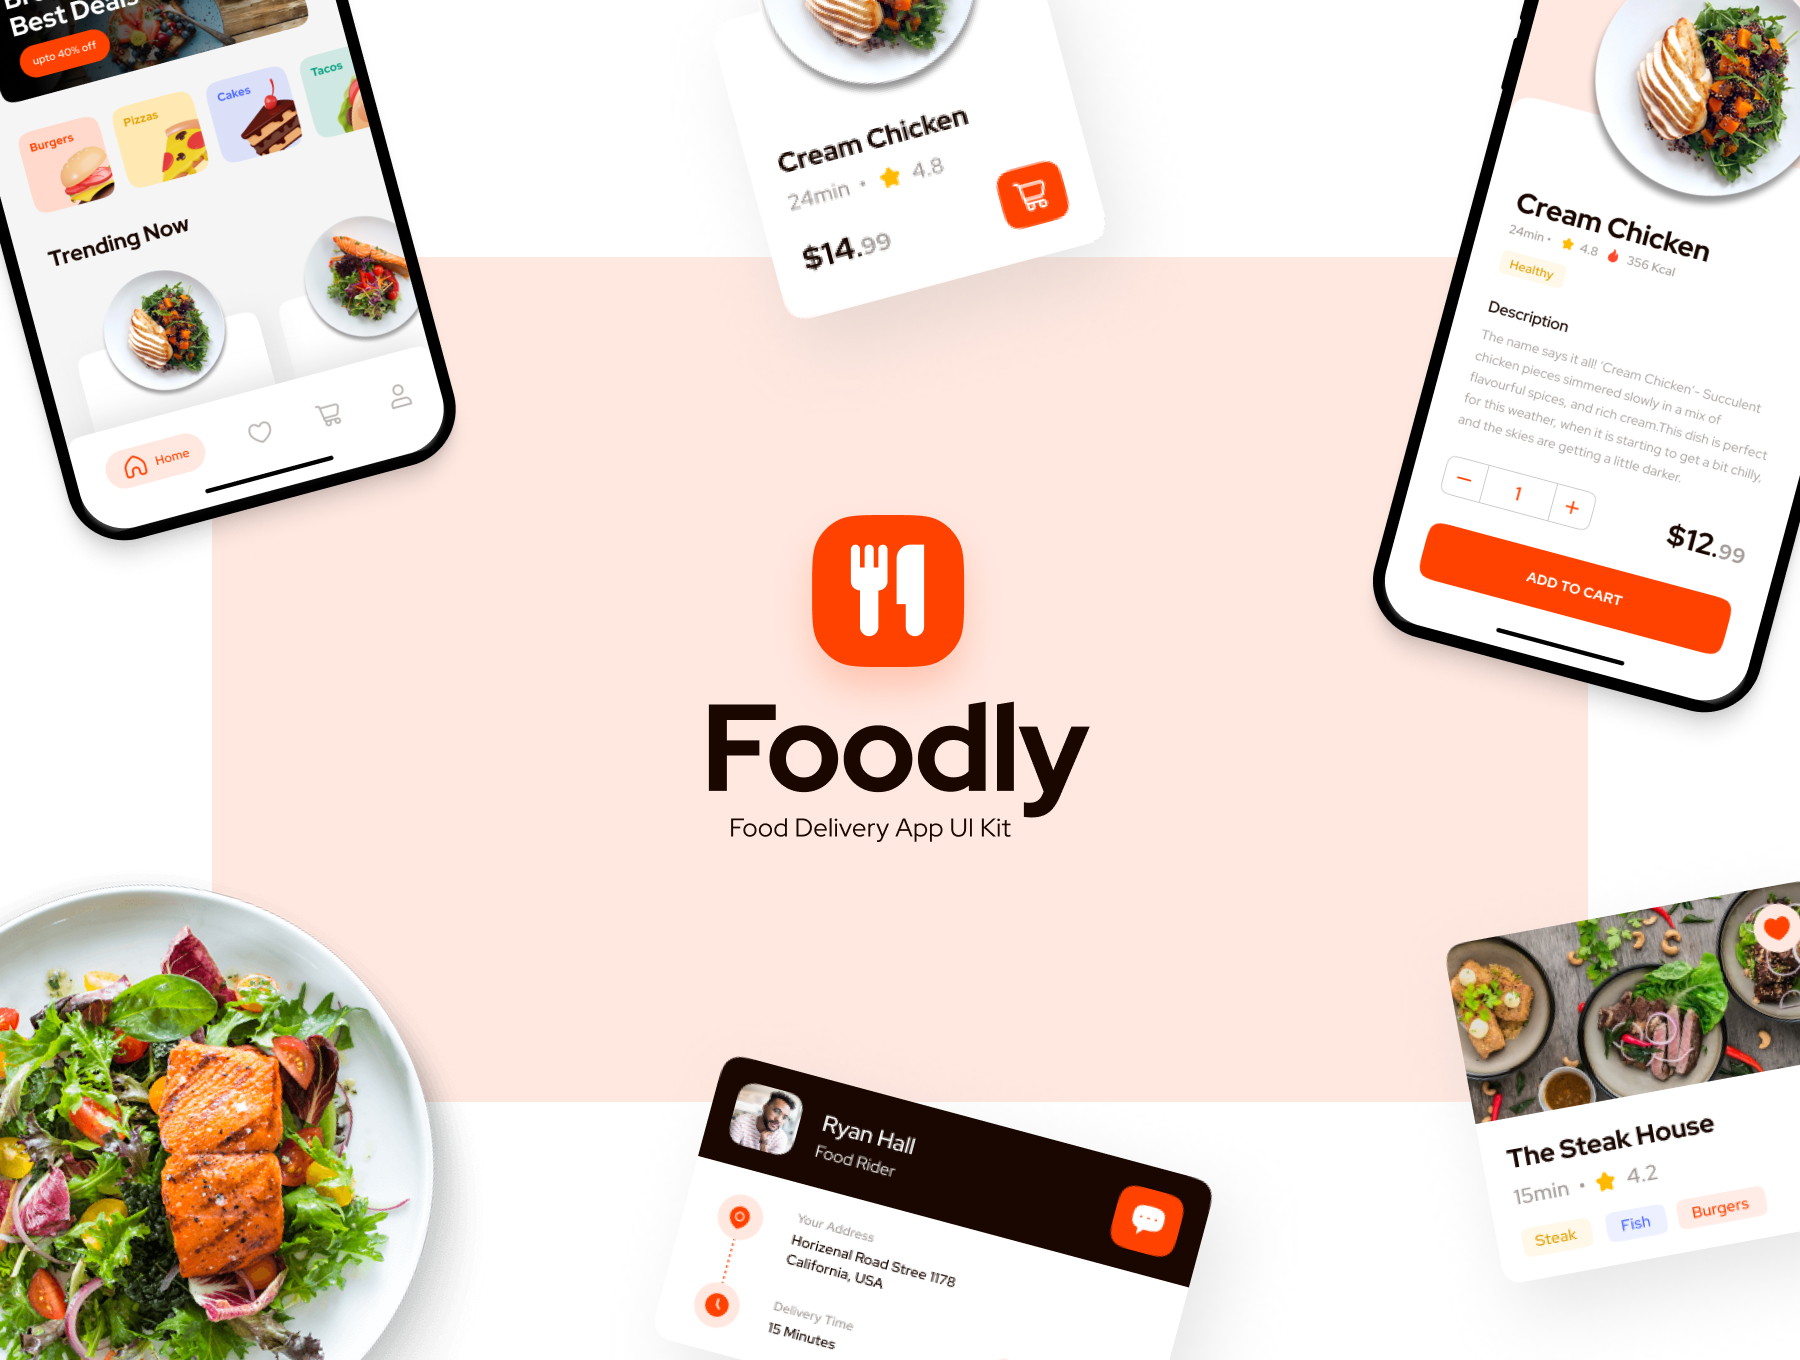 Best Deals
upto 40% off
Burgers
Pizzas
Cakes
Tacos
Trending Now
Home
Cream Chicken
24min • 4.8
$14.99
Cream Chicken
24min • 4.8 356 Kcal
Healthy
Description
The name says it all! 'Cream Chicken'- Succulent
chicken pieces simmered slowly in a mix of
flavourful spices, and rich cream.This dish is perfect
for this weather, when it is starting to get a bit chilly,
and the skies are getting a little darker.
1
$12.99
ADD TO CART
Foodly
Food Delivery App UI Kit
Ryan Hall
Food Rider
Your Address
Horizenal Road Stree 1178
California, USA
Delivery Time
15 Minutes
The Steak House
15min • 4.2
Steak
Fish
Burgers